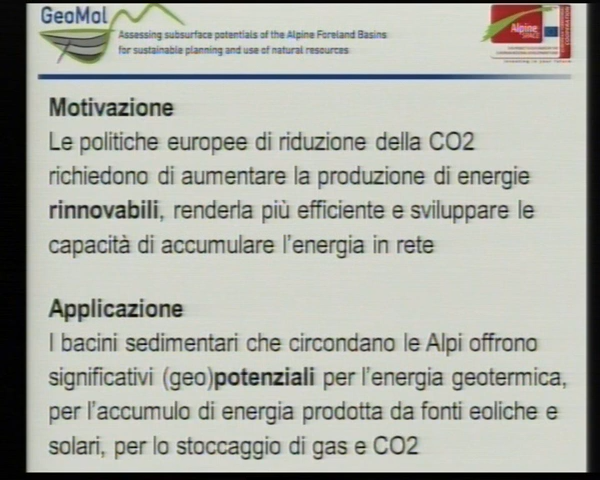 GeoMol
Assessing subsurface potentials of the Alpine Foreland Basins
for sustainable planning and use of natural resources
Alpine
SPACE
Motivazione
Le politiche europee di riduzione della CO2
richiedono di aumentare la produzione di energie
rinnovabili, renderla più efficiente e sviluppare le
capacità di accumulare l'energia in rete
Applicazione
I bacini sedimentari che circondano le Alpi offrono
significativi (geo)potenziali per l'energia geotermica,
per l'accumulo di energia prodotta da fonti eoliche e
solari, per lo stoccaggio di gas e CO2